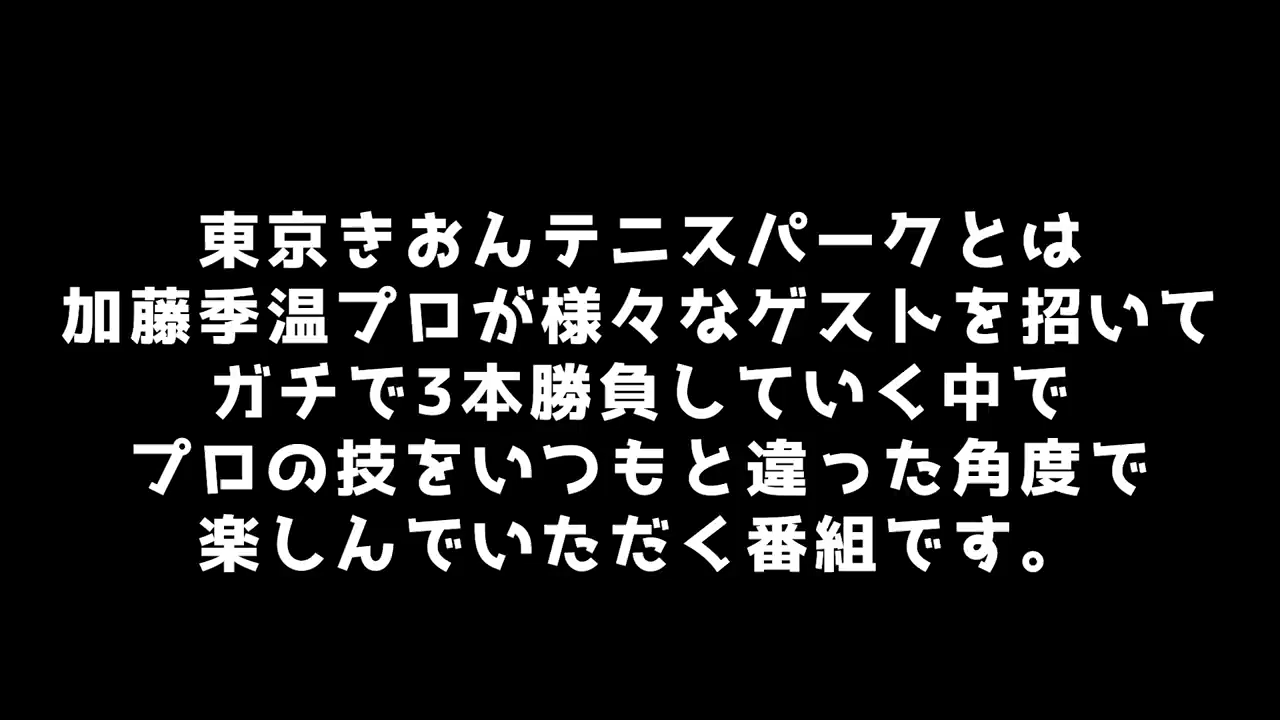 東京きおんテニスパークとは
加藤季温プロが様々なゲストを招いて
ガチで3本勝負していく中で
プロの技をいつもと違った角度で
楽しんでいただく番組です。